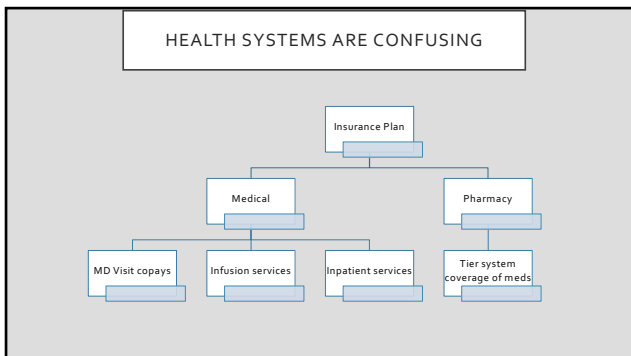 HEALTH SYSTEMS ARE CONFUSING
Insurance Plan
Medical
Pharmacy
MD Visit copays
Infusion services
Inpatient services
Tier system
coverage of meds